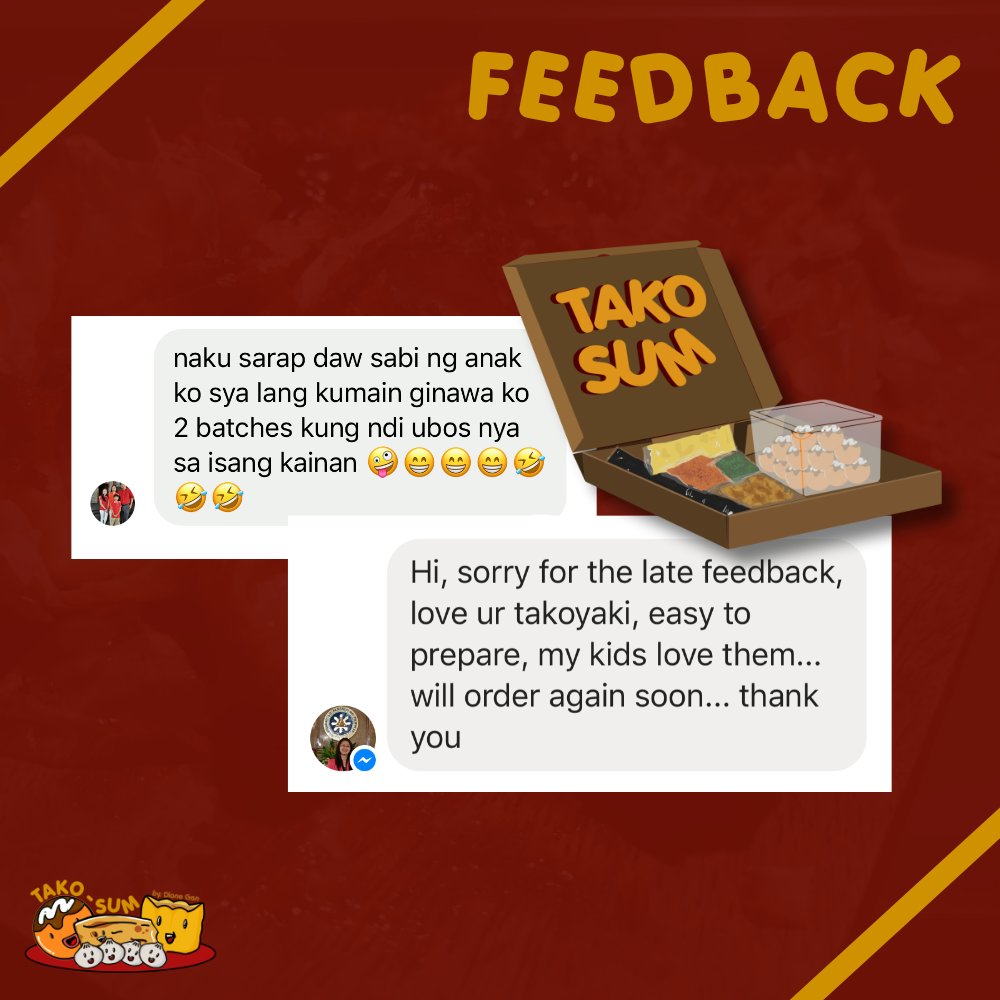 FEEDBACK
TAKO
SUM
naku sarap daw sabi ng anak
ko sya lang kumain ginawa ko
2 batches kung ndi ubos nya
sa isang kainan 🤪😁😁😁🤣
🤣🤣
Hi, sorry for the late feedback,
love ur takoyaki, easy to
prepare, my kids love them...
will order again soon... thank
you
TAKO
'SUM
by: Diane Gan